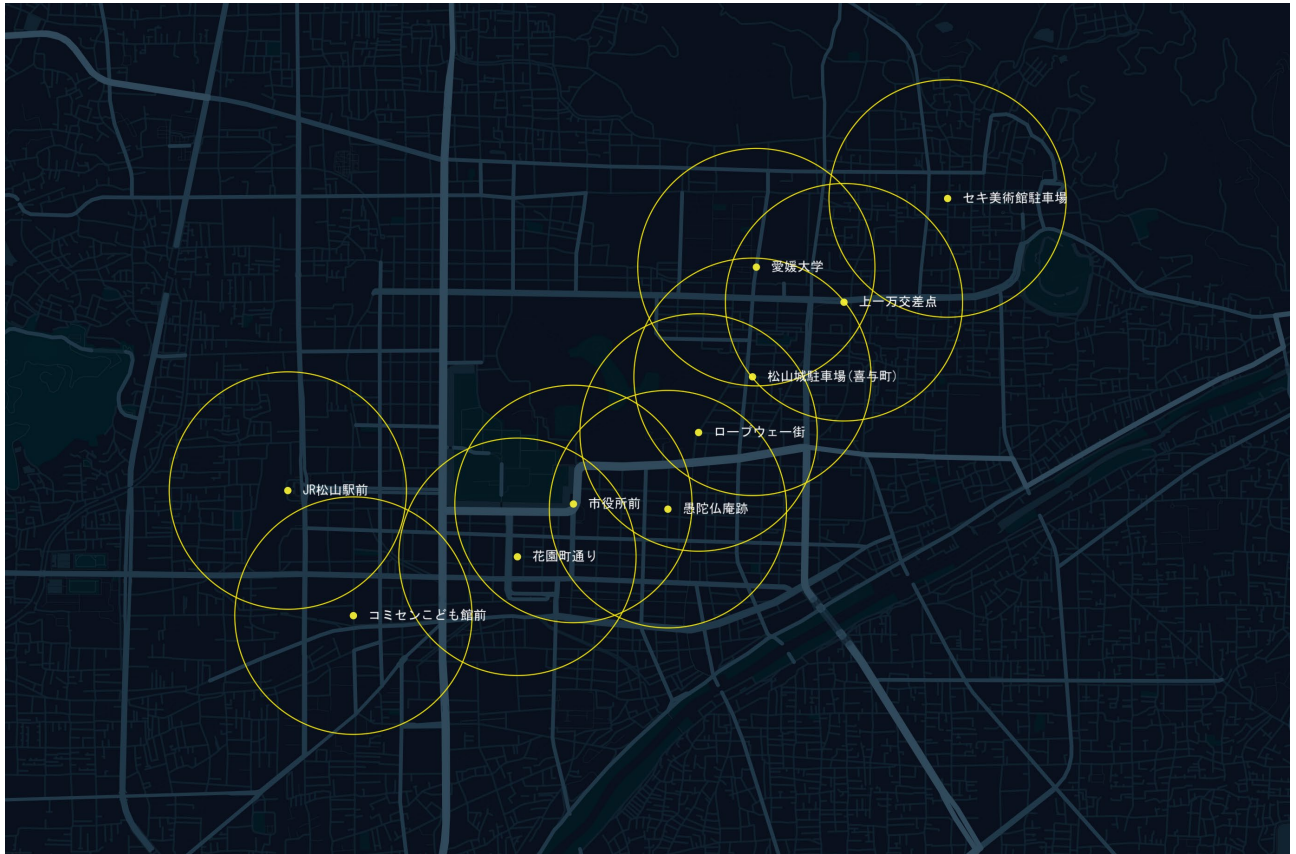 セキ美術館駐車場
愛媛大学
上一万交差点
松山城駐車場(喜与町)
ロープウェー街
JR松山駅前
市役所前
愚陀仏庵跡
花園町通り
コミセンこども館前